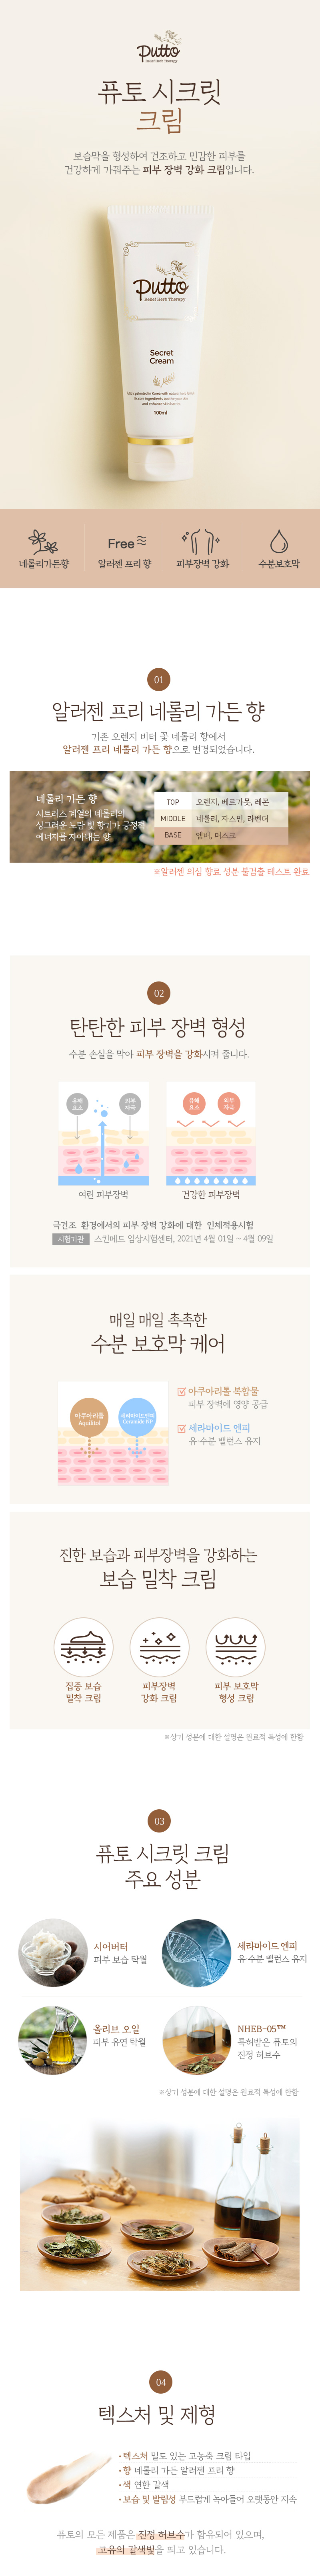 Putto
Relief Herb Therapy
퓨토 시크릿
크림
보습막을 형성하여 건조하고 민감한 피부를
건강하게 가꿔주는 피부 장벽 강화 크림입니다.
Putto
Relief Herb Therapy
Secret
Cream
100ml
네롤리가든향
Free
알러젠 프리 향
피부장벽 강화
수분보호막
01
알러젠 프리 네롤리 가든 향
기존 오렌지 비터 꽃 네롤리 향에서
알러젠 프리 네롤리 가든 향으로 변경되었습니다.
네롤리 가든 향
시트러스 계열의 네롤리의
싱그러운 노란 빛 향기가 긍정적
에너지를 자아내는 향
TOP 오렌지, 베르가못, 레몬
MIDDLE 네롤리, 자스민, 라벤더
BASE 엠버, 머스크
※알러젠 의심 향료 성분 불검출 테스트 완료
02
탄탄한 피부 장벽 형성
수분 손실을 막아 피부 장벽을 강화시켜 줍니다.
유해
요소
피부
자극
유해
요소
피부
자극
여린 피부장벽
건강한 피부장벽
극건조 환경에서의 피부 장벽 강화에 대한 인체적용시험
시험기관 스킨메드 임상시험센터, 2021년 4월 01일 ~ 4월 09일
매일 매일 촉촉한
수분 보호막 케어
아쿠아리톨
Aqualitol
세라마이드엔피
Ceramide NP
아쿠아리톨 복합물
피부 장벽에 영양 공급
세라마이드 엔피
유·수분 밸런스 유지
진한 보습과 피부장벽을 강화하는
보습 밀착 크림
집중 보습
밀착 크림
피부장벽
강화 크림
피부 보호막
형성 크림
※상기 성분에 대한 설명은 원료적 특성에 한함
03
퓨토 시크릿 크림
주요 성분
시어버터
피부 보습 탁월
세라마이드 엔피
유·수분 밸런스 유지
올리브 오일
피부 유연 탁월
NHEB-05™
특허받은 퓨토의
진정 허브수
※상기 성분에 대한 설명은 원료적 특성에 한함
04
텍스처 및 제형
•텍스처 밀도 있는 고농축 크림 타입
•향 네롤리 가든 알러젠 프리 향
•색 연한 갈색
•보습 및 발림성 부드럽게 녹아들어 오랫동안 지속
퓨토의 모든 제품은 진정 허브수가 함유되어 있으며,
고유의 갈색빛을 띄고 있습니다.